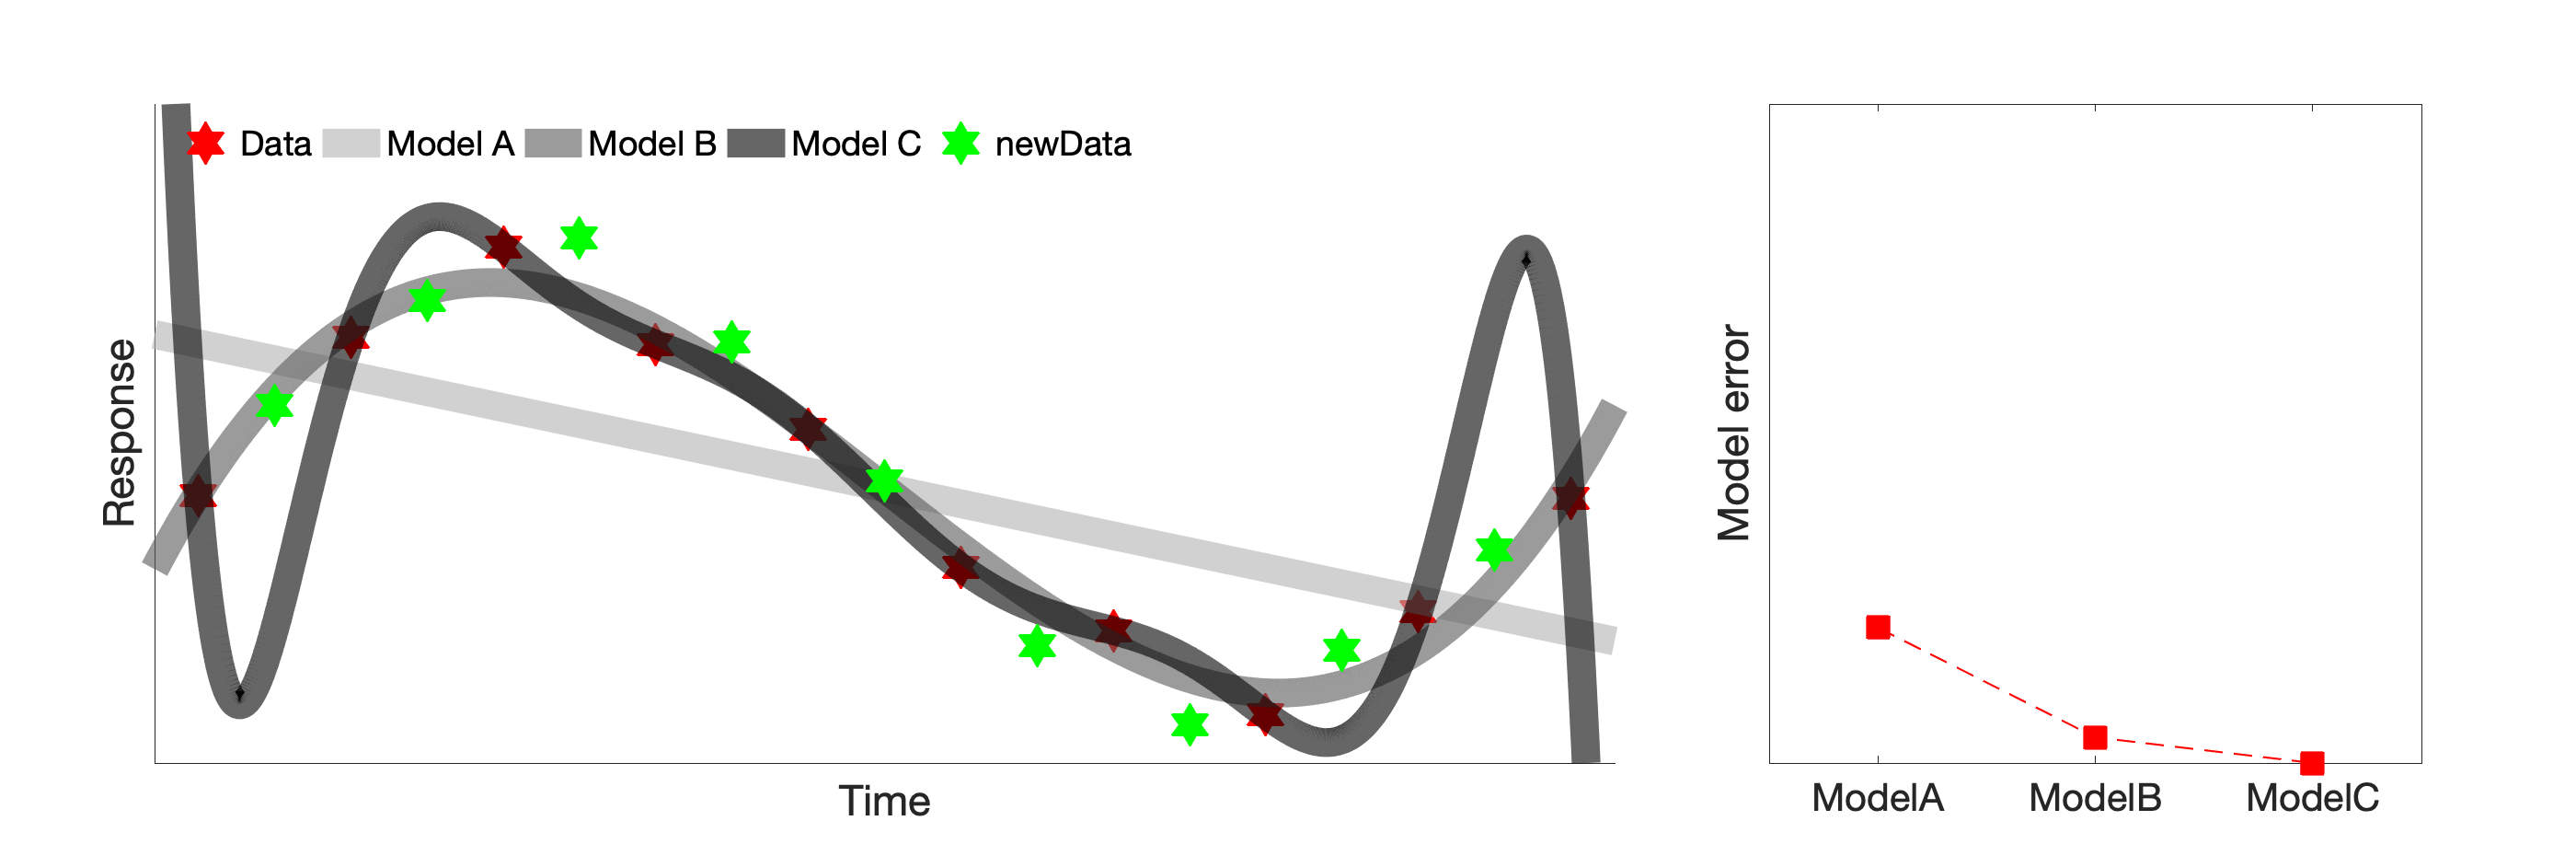 Data Model A Model B Model C newData
Response
Time
Model error
ModelA ModelB ModelC